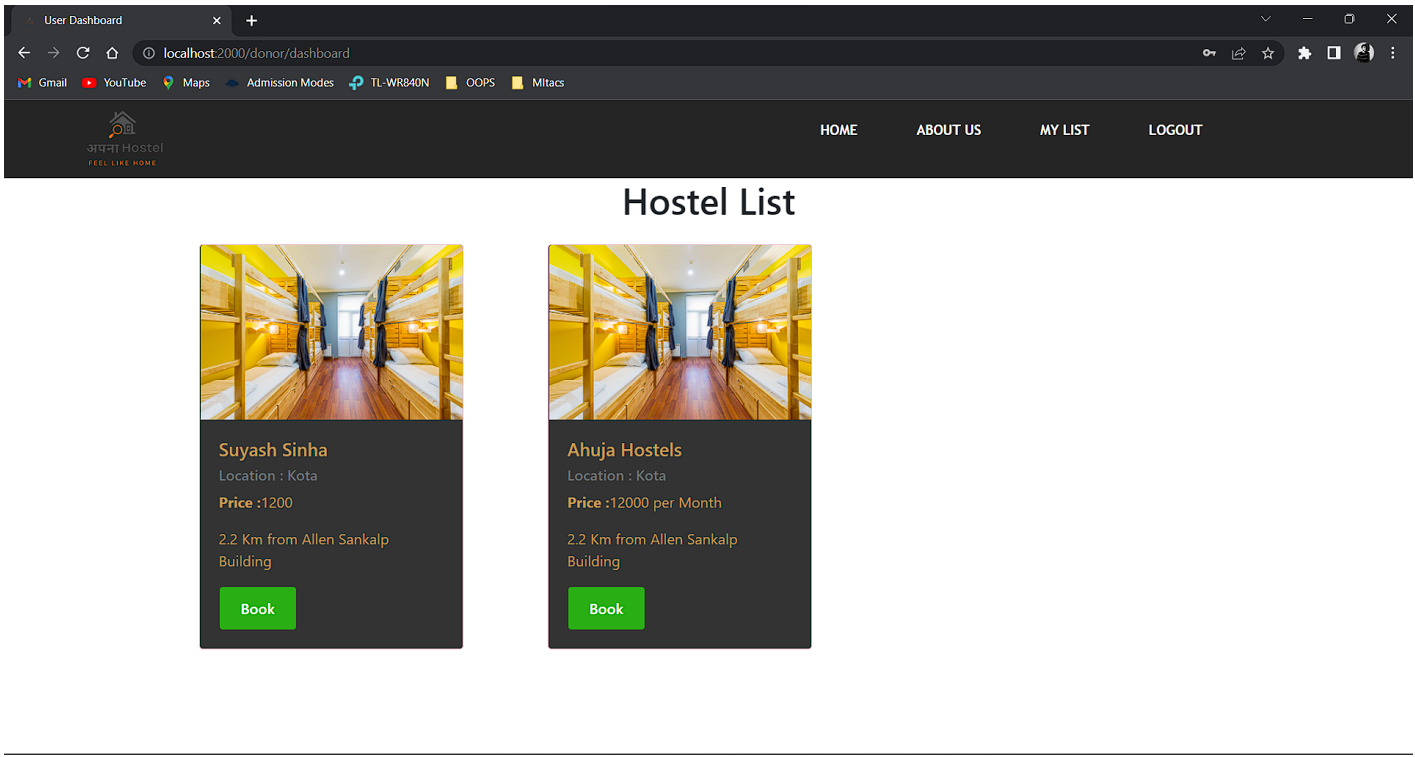 User Dashboard
localhost:2000/donor/dashboard
Gmail YouTube Maps Admission Modes TL-WR840N OOPS MItacs
अपना Hostel
FEEL LIKE HOME
HOME ABOUT US MY LIST LOGOUT
Hostel List
Suyash Sinha
Location : Kota
Price :1200
2.2 Km from Allen Sankalp
Building
Book
Ahuja Hostels
Location : Kota
Price :12000 per Month
2.2 Km from Allen Sankalp
Building
Book